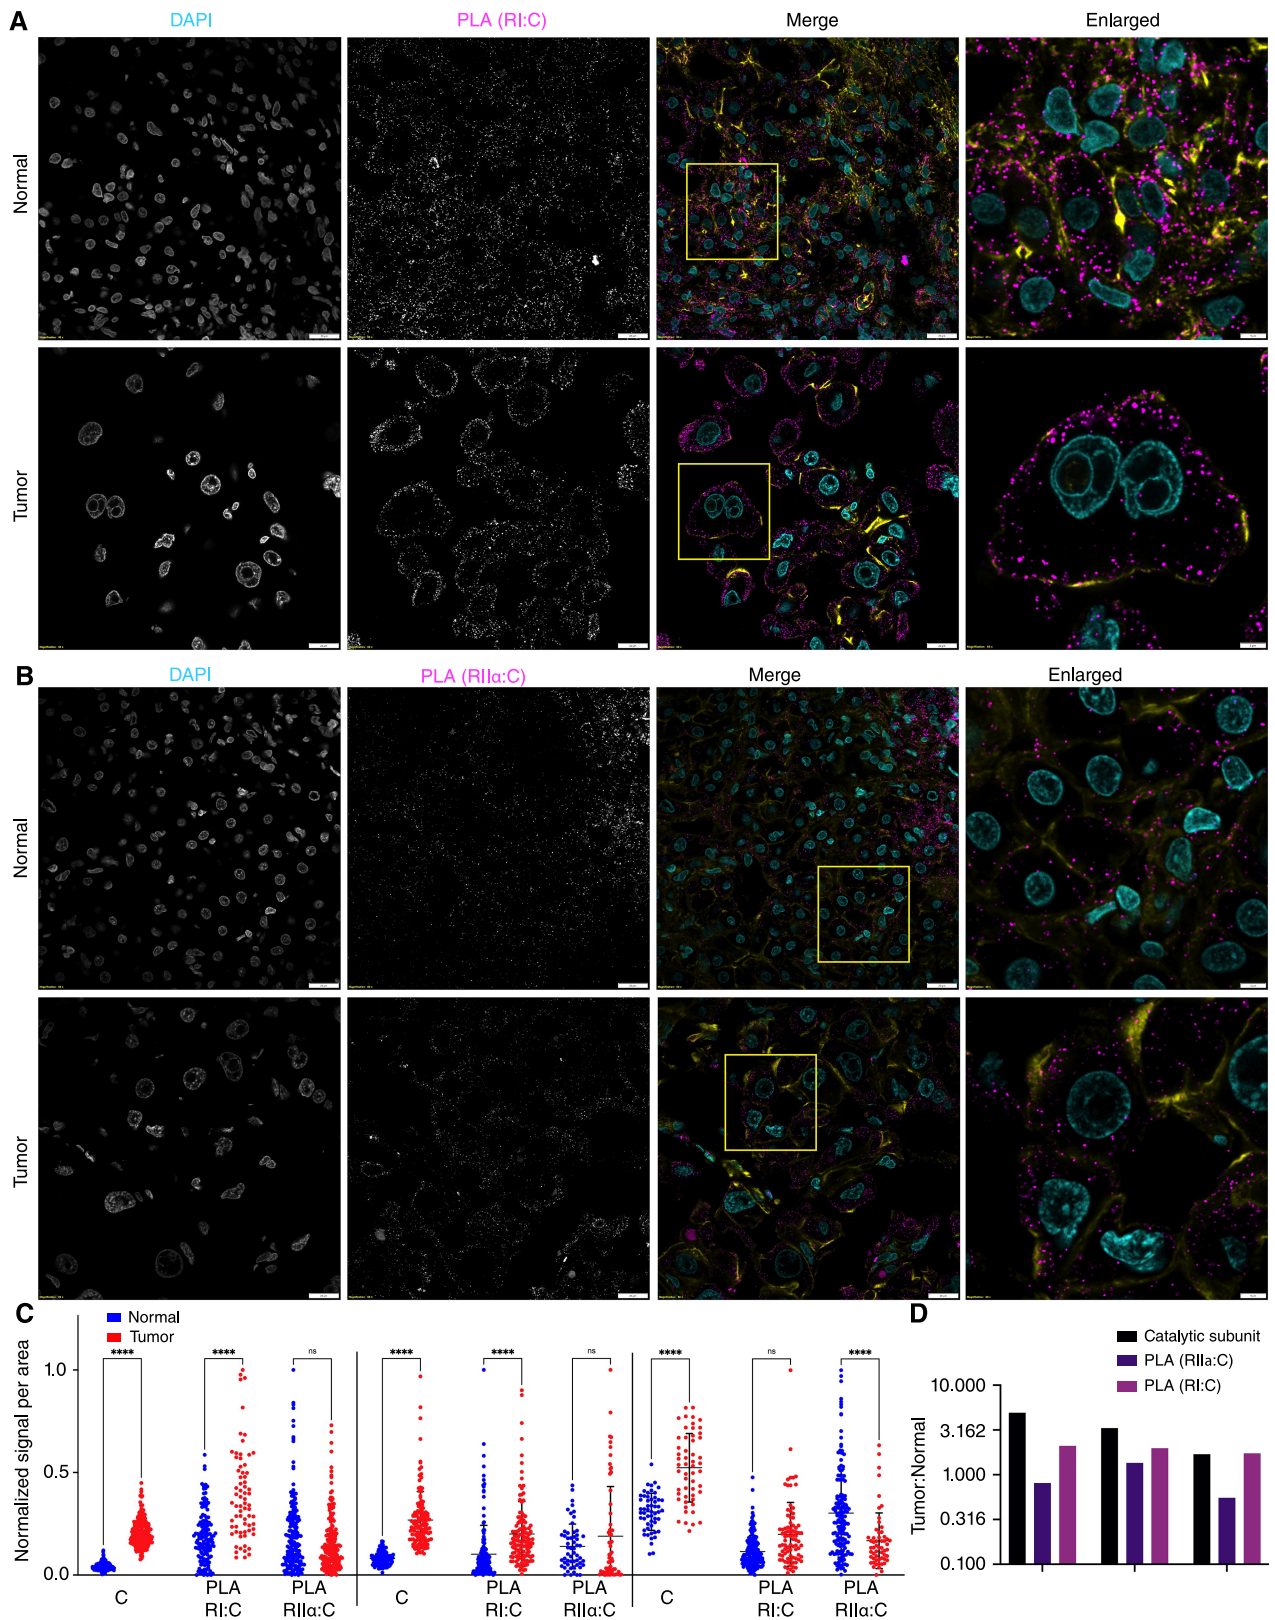 A
DAPI
PLA (RI:C)
Merge
Enlarged
Normal
Tumor
B
DAPI
PLA (RIIα:C)
Merge
Enlarged
Normal
Tumor
C
Normal
Tumor
Normalized signal per area
1.0
0.5
0.0
**** **** ns **** **** ns **** ns ****
C PLA RI:C PLA RIIα:C C PLA RI:C PLA RIIα:C C PLA RI:C PLA RIIα:C
D
Catalytic subunit
PLA (RIIa:C)
PLA (RI:C)
Tumor:Normal
10.000
3.162
1.000
0.316
0.100